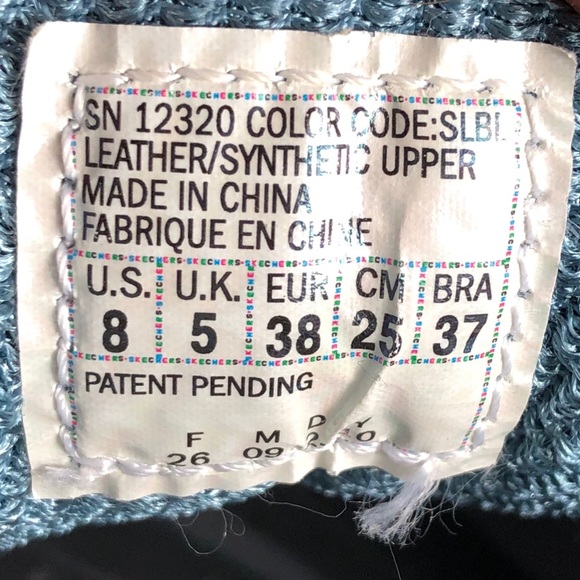 SN 12320 COLOR CODE:SLBL
LEATHER/SYNTHETIC UPPER
MADE IN CHINA
FABRIQUE EN CHINE
U.S. U.K. EUR CM BRA
8 5 38 25 37
PATENT PENDING
F M D Y
26 09